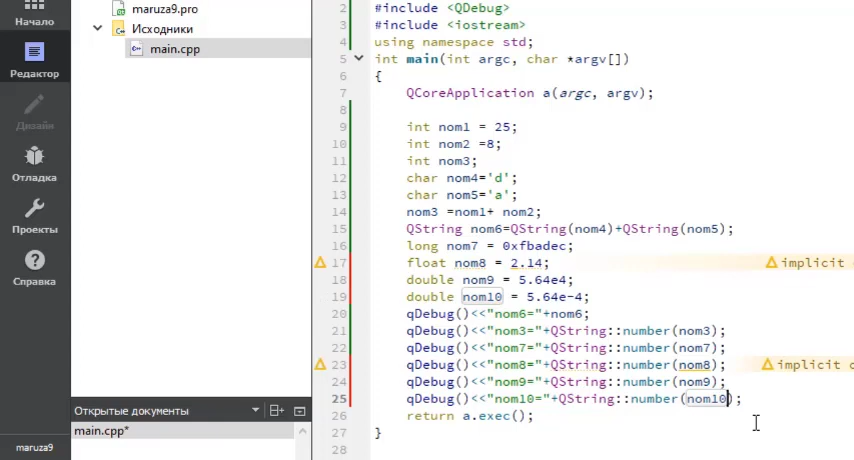 Начало
Редактор
Дизайн
Отладка
Проекты
Справка
maruza9
maruza9.pro
Исходники
main.cpp
Открытые документы
main.cpp*
2 #include <QDebug>
3 #include <iostream>
4 using namespace std;
5 int main(int argc, char *argv[])
6 {
7 QCoreApplication a(argc, argv);
8
9 int nom1 = 25;
10 int nom2 =8;
11 int nom3;
12 char nom4='d';
13 char nom5='a';
14 nom3 =nom1+ nom2;
15 QString nom6=QString(nom4)+QString(nom5);
16 long nom7 = 0xfbadec;
17 float nom8 = 2.14; implicit
18 double nom9 = 5.64e4;
19 double nom10 = 5.64e-4;
20 qDebug()<<"nom6="+nom6;
21 qDebug()<<"nom3="+QString::number(nom3);
22 qDebug()<<"nom7="+QString::number(nom7);
23 qDebug()<<"nom8="+QString::number(nom8); implicit
24 qDebug()<<"nom9="+QString::number(nom9);
25 qDebug()<<"nom10="+QString::number(nom10);
26 return a.exec();
27 }
28